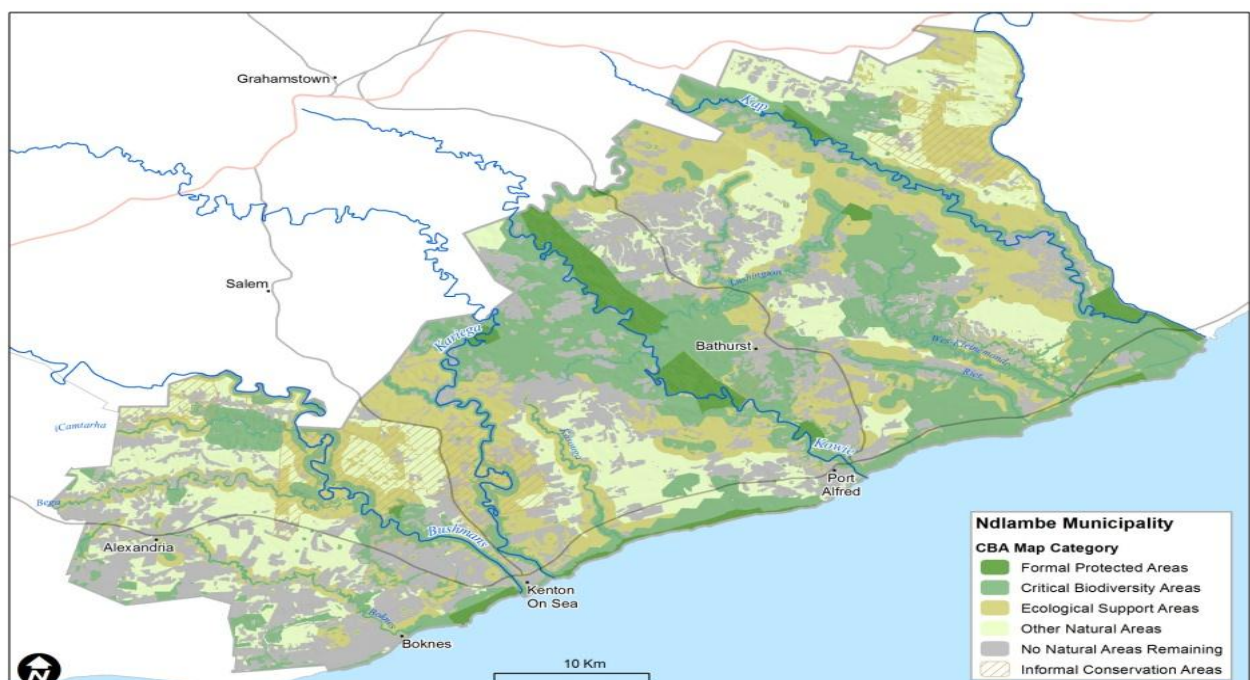 Grahamstown
Kap
Salem
Lushington
Kariega
Bathurst
Wes-Kleinemonde
Riet
iCamtarha
Kasouga
Kowie
Port
Alfred
Bega
Bushmans
Alexandria
Kenton
On Sea
Boknes
Boknes
N
10 Km
Ndlambe Municipality
CBA Map Category
Formal Protected Areas
Critical Biodiversity Areas
Ecological Support Areas
Other Natural Areas
No Natural Areas Remaining
Informal Conservation Areas